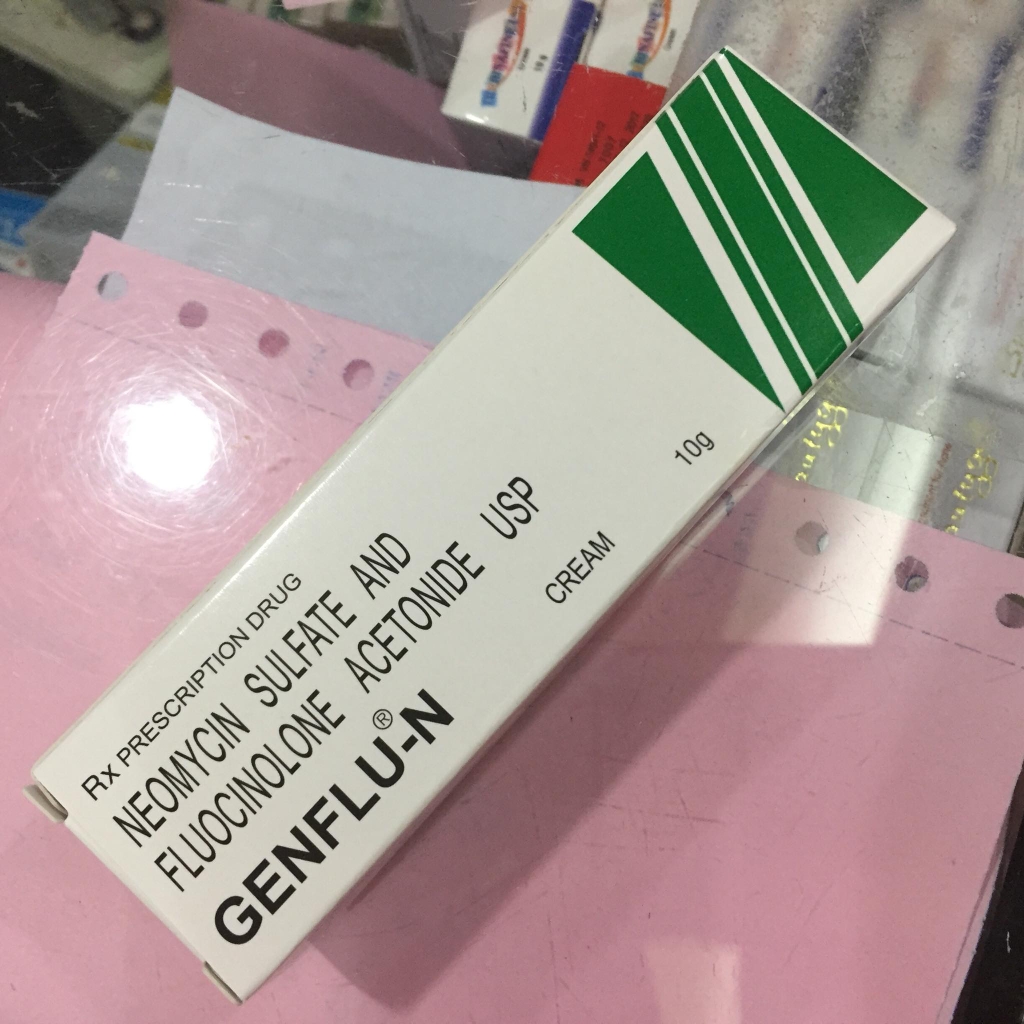 Rx PRESCRIPTION DRUG
NEOMYCIN SULFATE AND
FLUOCINOLONE ACETONIDE USP
GENFLU-N®
CREAM
10g